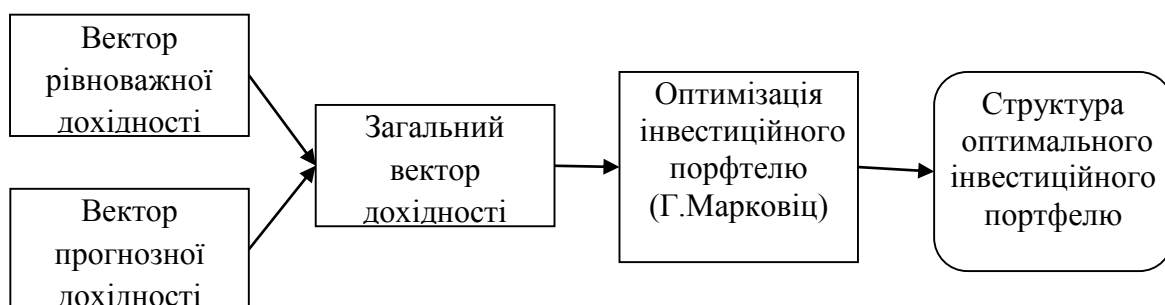 Вектор
рівноважної
дохідності
Вектор
прогнозної
дохідності
Загальний
вектор
дохідності
Оптимізація
інвестиційного
порфтелю
(Г.Марковіц)
Структура
оптимального
інвестиційного
портфелю